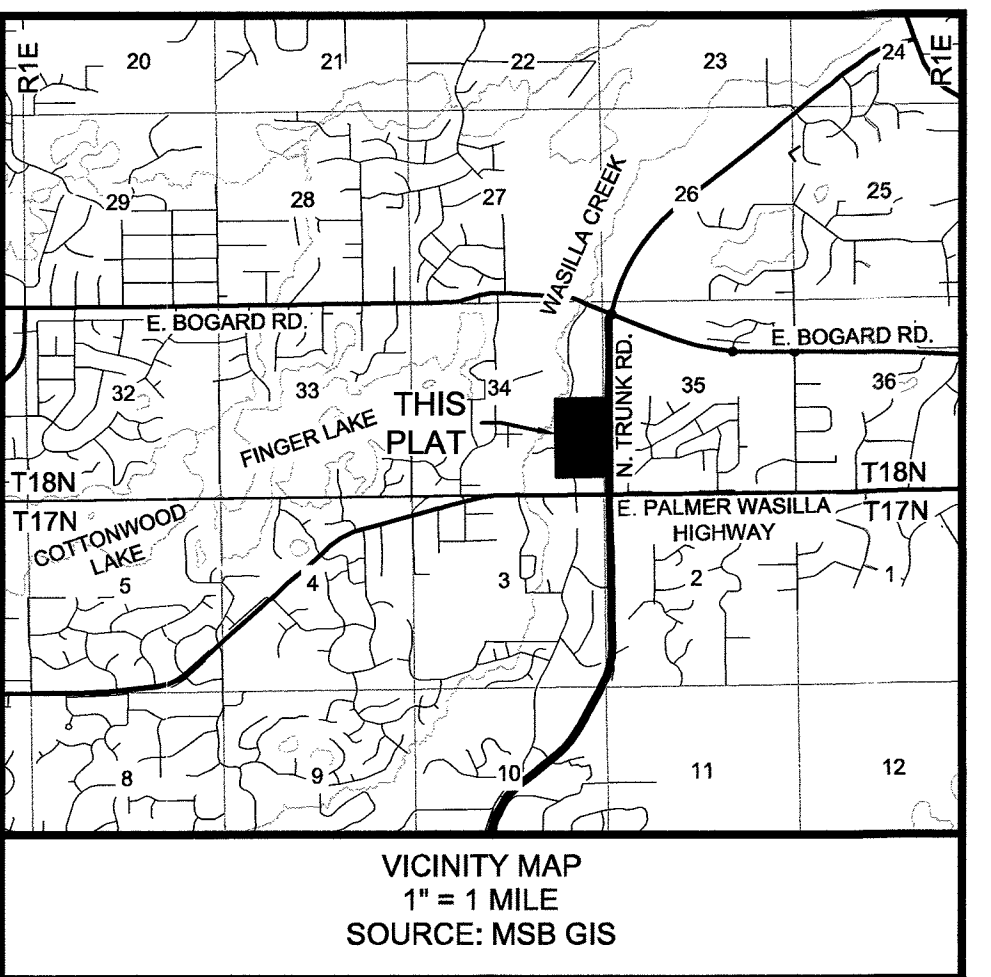 R1E
20
21
22
23
24
R1E
29
28
27
WASILLA CREEK
26
25
E. BOGARD RD.
E. BOGARD RD.
32
33
34
35
36
THIS
PLAT
N. TRUNK RD.
FINGER LAKE
T18N
T18N
T17N
T17N
E. PALMER WASILLA
HIGHWAY
COTTONWOOD
LAKE
5
4
3
2
1
8
9
10
11
12
VICINITY MAP
1" = 1 MILE
SOURCE: MSB GIS